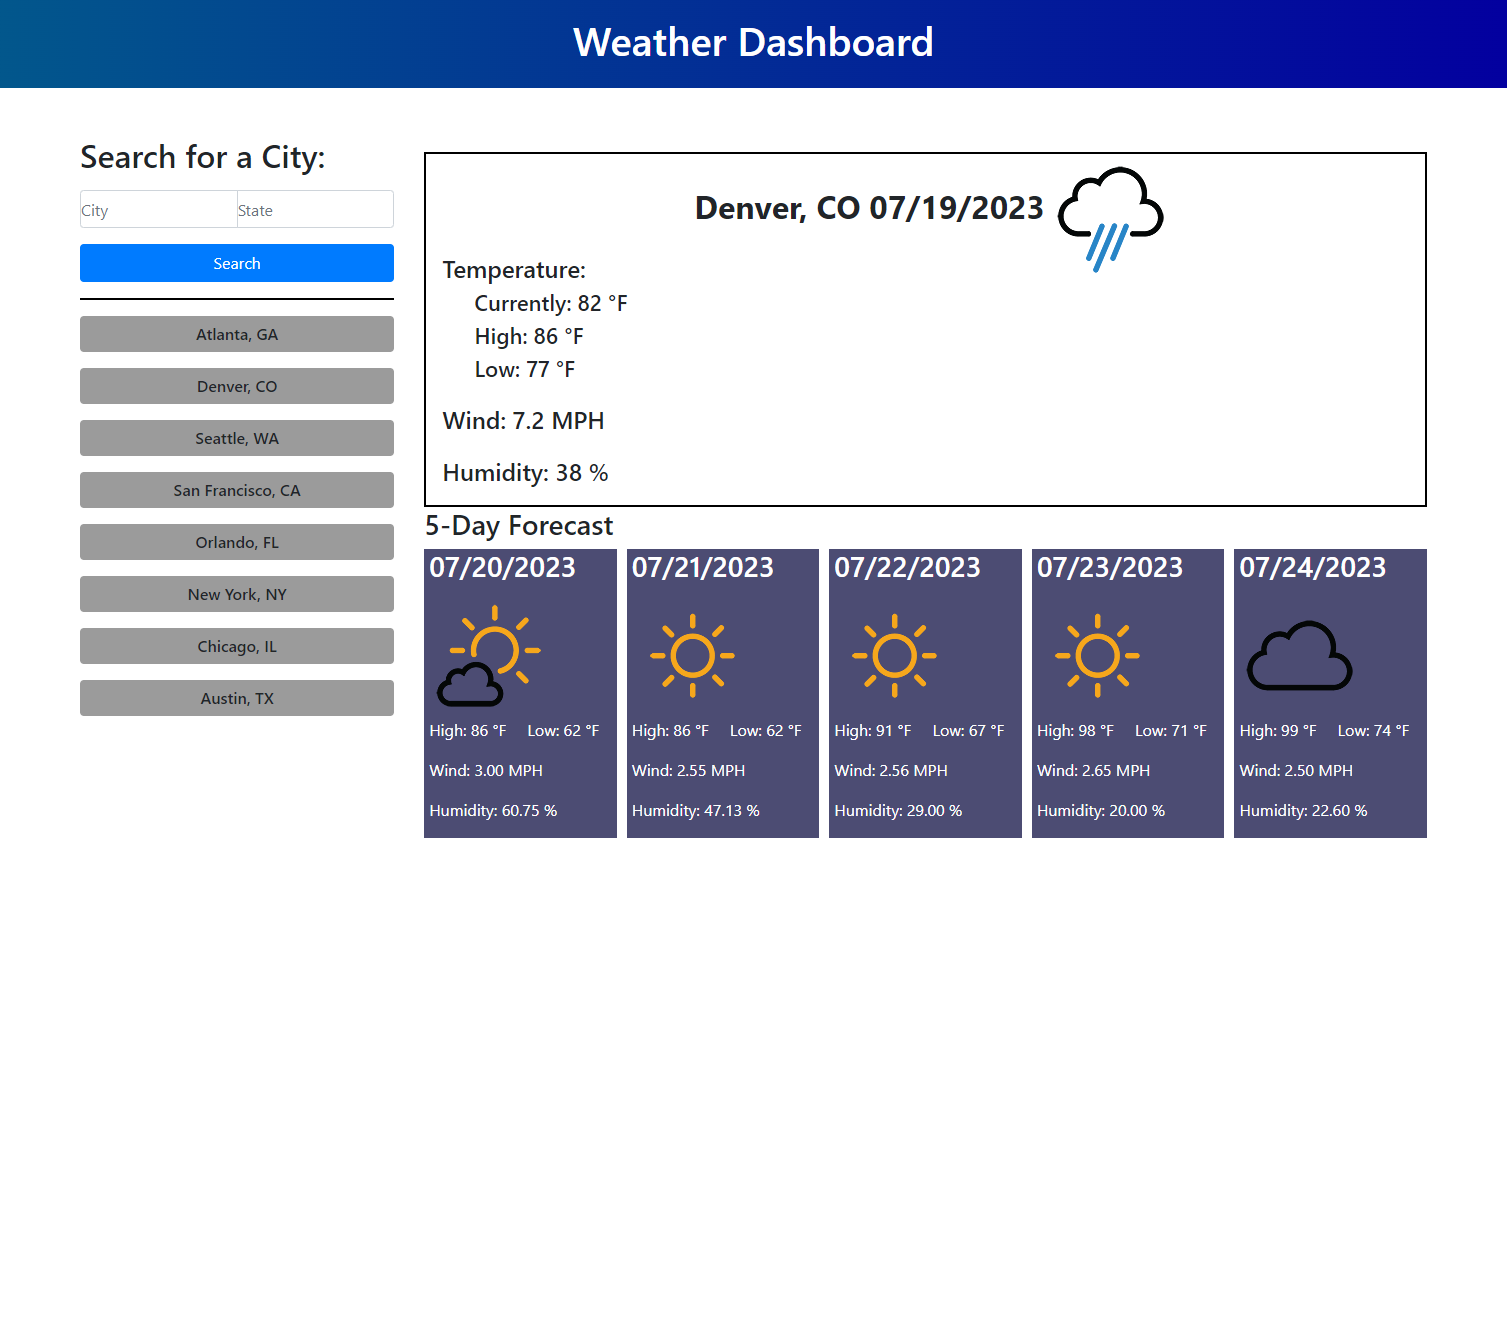 Weather Dashboard
Search for a City:
City State
Search
Atlanta, GA
Denver, CO
Seattle, WA
San Francisco, CA
Orlando, FL
New York, NY
Chicago, IL
Austin, TX
Denver, CO 07/19/2023
Temperature:
Currently: 82 °F
High: 86 °F
Low: 77 °F
Wind: 7.2 MPH
Humidity: 38 %
5-Day Forecast
07/20/2023
High: 86 °F Low: 62 °F
Wind: 3.00 MPH
Humidity: 60.75 %
07/21/2023
High: 86 °F Low: 62 °F
Wind: 2.55 MPH
Humidity: 47.13 %
07/22/2023
High: 91 °F Low: 67 °F
Wind: 2.56 MPH
Humidity: 29.00 %
07/23/2023
High: 98 °F Low: 71 °F
Wind: 2.65 MPH
Humidity: 20.00 %
07/24/2023
High: 99 °F Low: 74 °F
Wind: 2.50 MPH
Humidity: 22.60 %